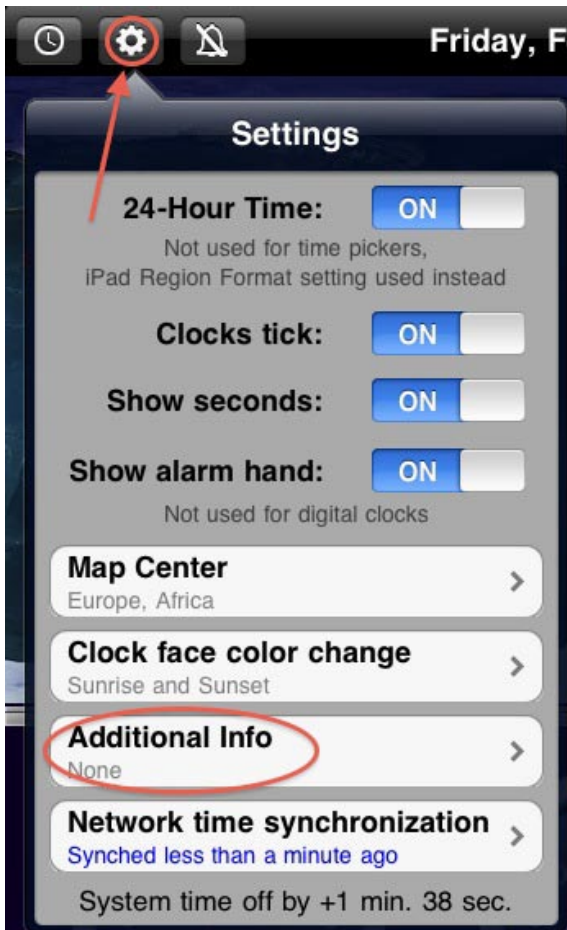 Friday, F
Settings
24-Hour Time:
ON
Not used for time pickers,
iPad Region Format setting used instead
Clocks tick:
ON
Show seconds:
ON
Show alarm hand:
ON
Not used for digital clocks
Map Center
Europe, Africa
Clock face color change
Sunrise and Sunset
Additional Info
None
Network time synchronization
Synched less than a minute ago
System time off by +1 min. 38 sec.